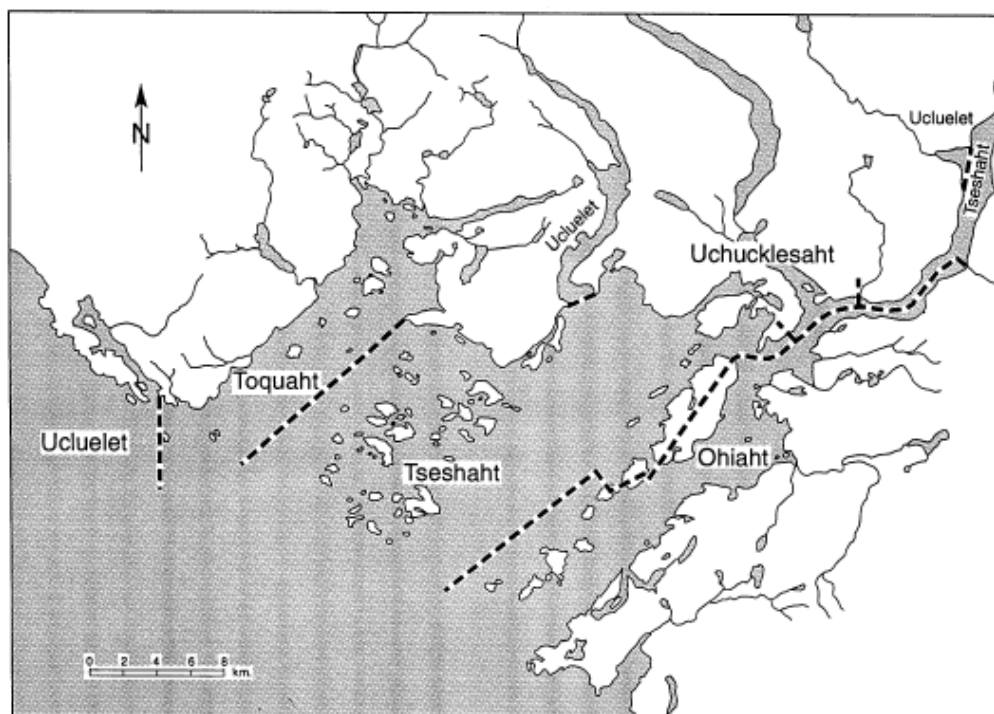 N
Ucluelet
Tseshaht
Ucluelet
Uchucklesaht
Toquaht
Ucluelet
Tseshaht
Ohiaht
0 2 4 6 8
km.